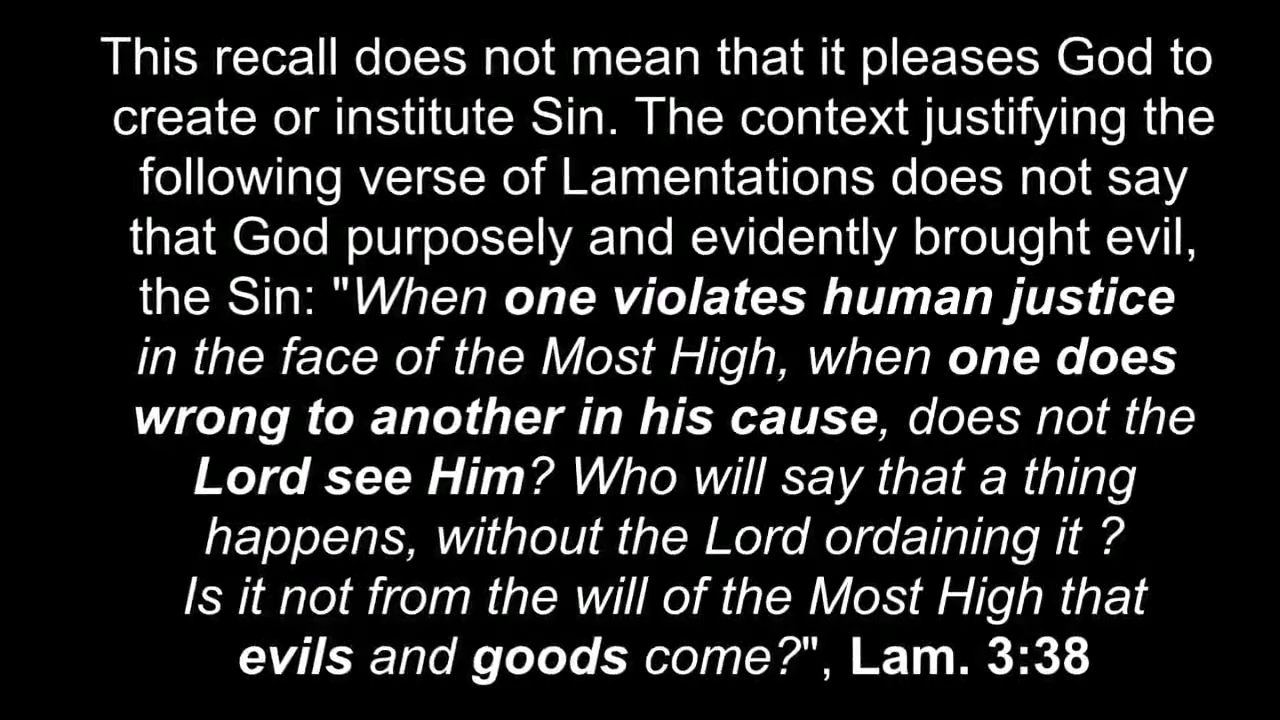 This recall does not mean that it pleases God to
create or institute Sin. The context justifying the
following verse of Lamentations does not say
that God purposely and evidently brought evil,
the Sin: "When one violates human justice
in the face of the Most High, when one does
wrong to another in his cause, does not the
Lord see Him? Who will say that a thing
happens, without the Lord ordaining it ?
Is it not from the will of the Most High that
evils and goods come?", Lam. 3:38